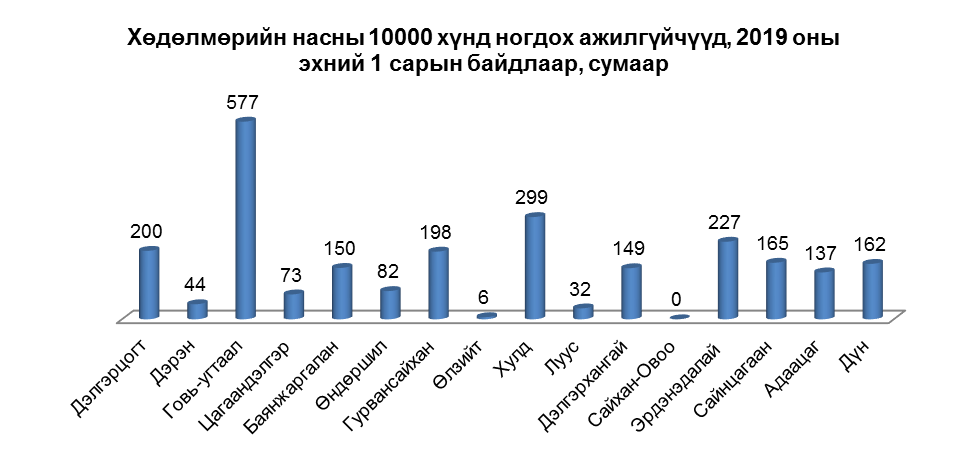 Хөдөлмөрийн насны 10000 хүнд ногдох ажилгүйчүүд, 2019 оны
эхний 1 сарын байдлаар, сумаар
577
299
227
200
198
165
162
150
149
137
82
73
44
32
6
0
Дэлгэрцогт
Дэрэн
Говь-угтаал
Цагаандэлгэр
Баянжаргалан
Өндөршил
Гурвансайхан
Өлзийт
Хулд
Луус
Дэлгэрхангай
Сайхан-Овоо
Эрдэнэдалай
Сайнцагаан
Адаацаг
Дүн